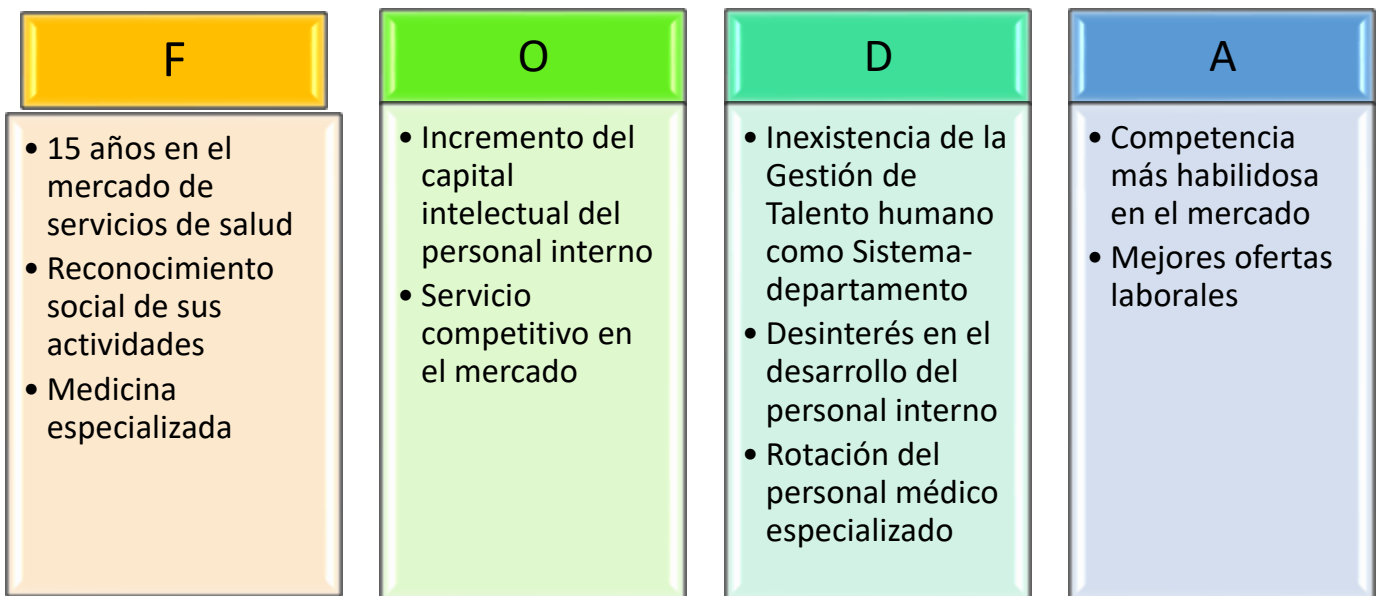 F
• 15 años en el
mercado de
servicios de salud
• Reconocimiento
social de sus
actividades
• Medicina
especializada
O
• Incremento del
capital
intelectual del
personal interno
• Servicio
competitivo en
el mercado
D
• Inexistencia de la
Gestión de
Talento humano
como Sistema-
departamento
• Desinterés en el
desarrollo del
personal interno
• Rotación del
personal médico
especializado
A
• Competencia
más habilidosa
en el mercado
• Mejores ofertas
laborales